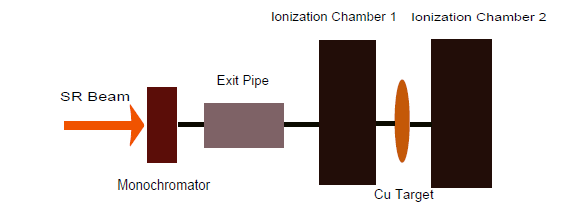 Ionization Chamber 1 Ionization Chamber 2
Exit Pipe
SR Beam
Monochromator
Cu Target